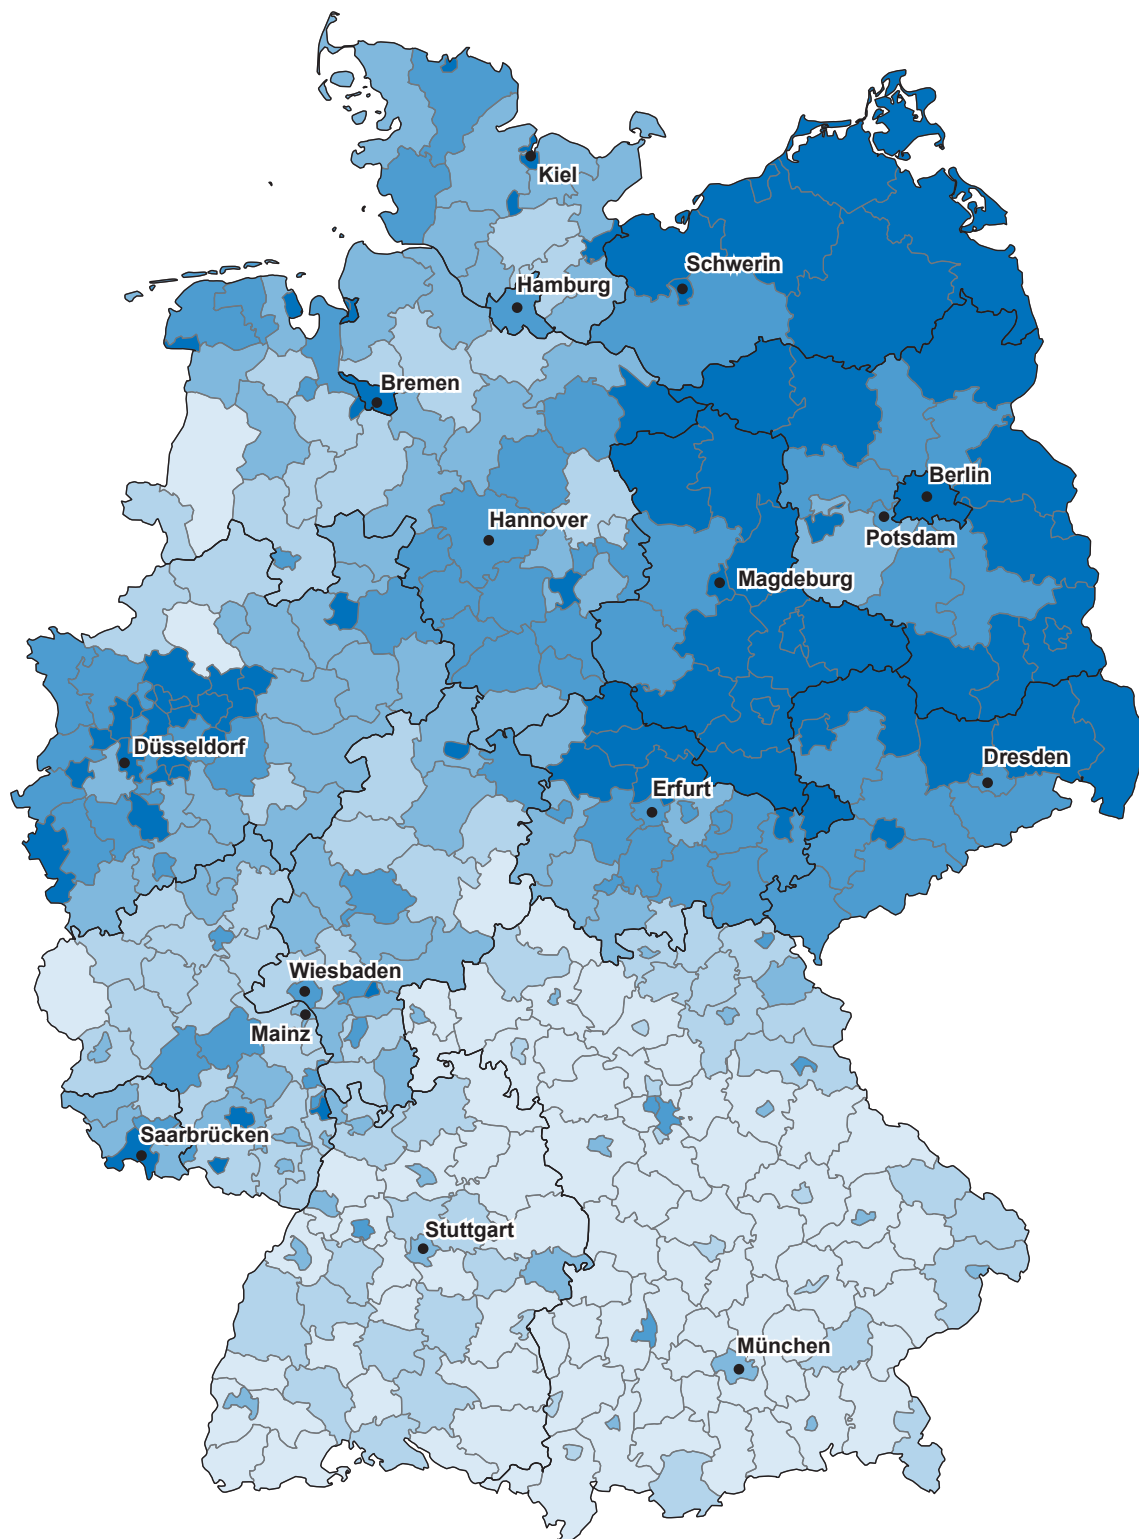 Kiel
Schwerin
Hamburg
Bremen
Berlin
Hannover
Potsdam
Magdeburg
Düsseldorf
Dresden
Erfurt
Wiesbaden
Mainz
Saarbrücken
Stuttgart
München